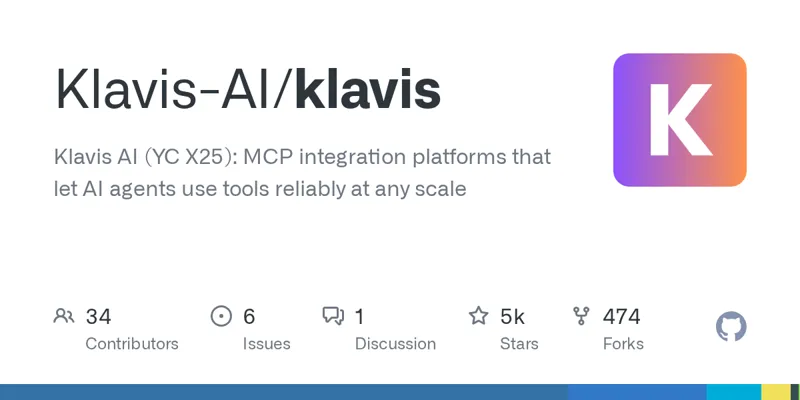 Klavis-AI/klavis
K
Klavis AI (YC X25): MCP integration platforms that
let AI agents use tools reliably at any scale
34
Contributors
6
Issues
1
Discussion
5k
Stars
474
Forks